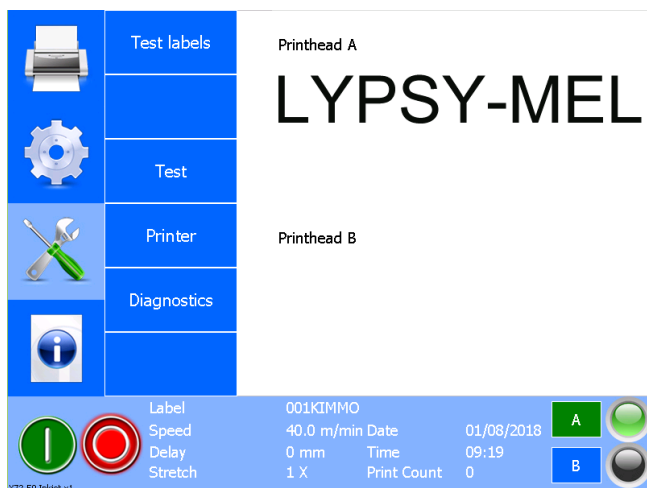 Test labels
Test
Printer
Diagnostics
Printhead A
LYPSY-MEL
Printhead B
Label 001KIMMO
Speed 40.0 m/min Date 01/08/2018
Delay 0 mm Time 09:19
Stretch 1 X Print Count 0
A
B